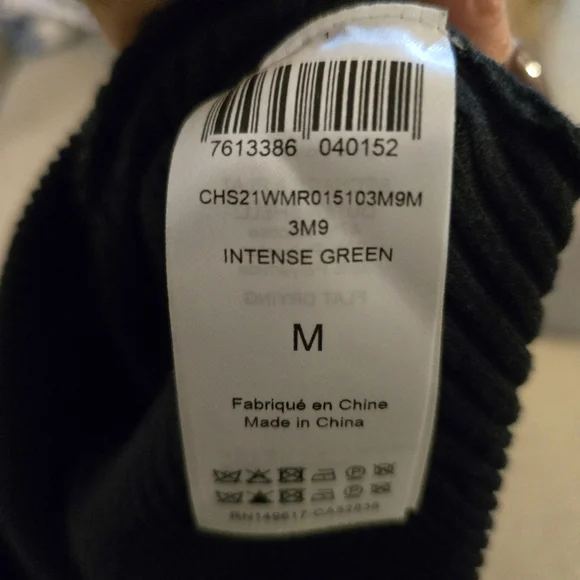 7613386 040152
CHS21WMR015103M9M
3M9
INTENSE GREEN
M
Fabriqué en Chine
Made in China